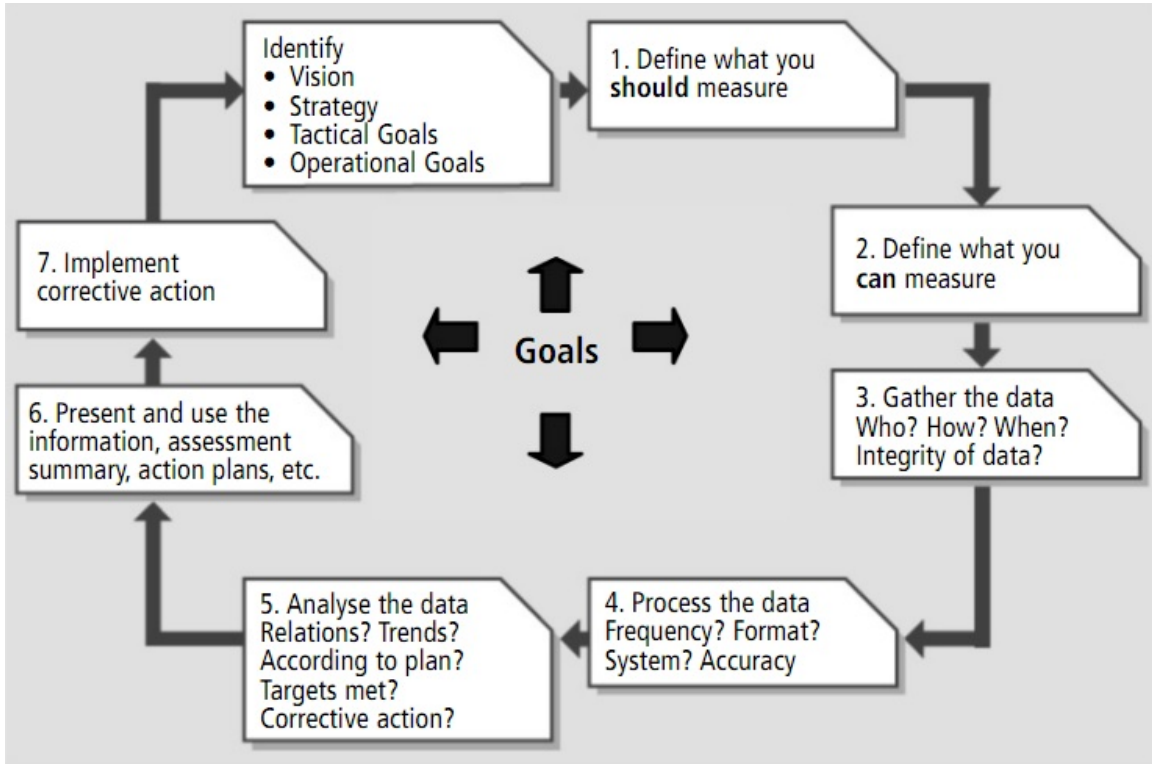 Identify
• Vision
• Strategy
• Tactical Goals
• Operational Goals
1. Define what you
should measure
2. Define what you
can measure
3. Gather the data
Who? How? When?
Integrity of data?
4. Process the data
Frequency? Format?
System? Accuracy
5. Analyse the data
Relations? Trends?
According to plan?
Targets met?
Corrective action?
6. Present and use the
information, assessment
summary, action plans, etc.
7. Implement
corrective action
Goals